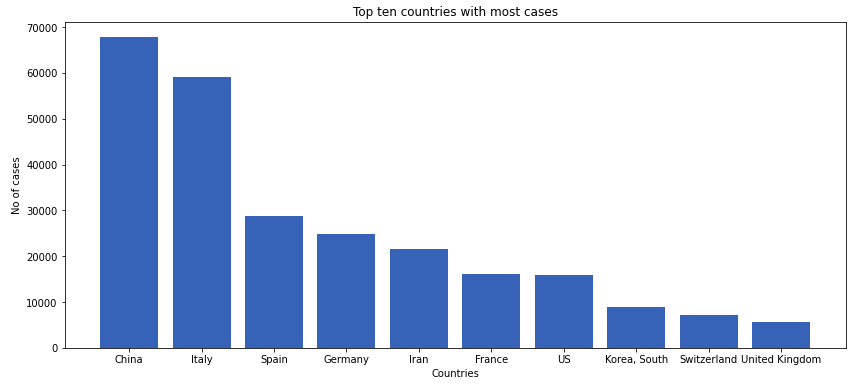 Top ten countries with most cases
70000
60000
50000
40000
30000
20000
10000
0
No of cases
China Italy Spain Germany Iran France US Korea, South Switzerland United Kingdom
Countries